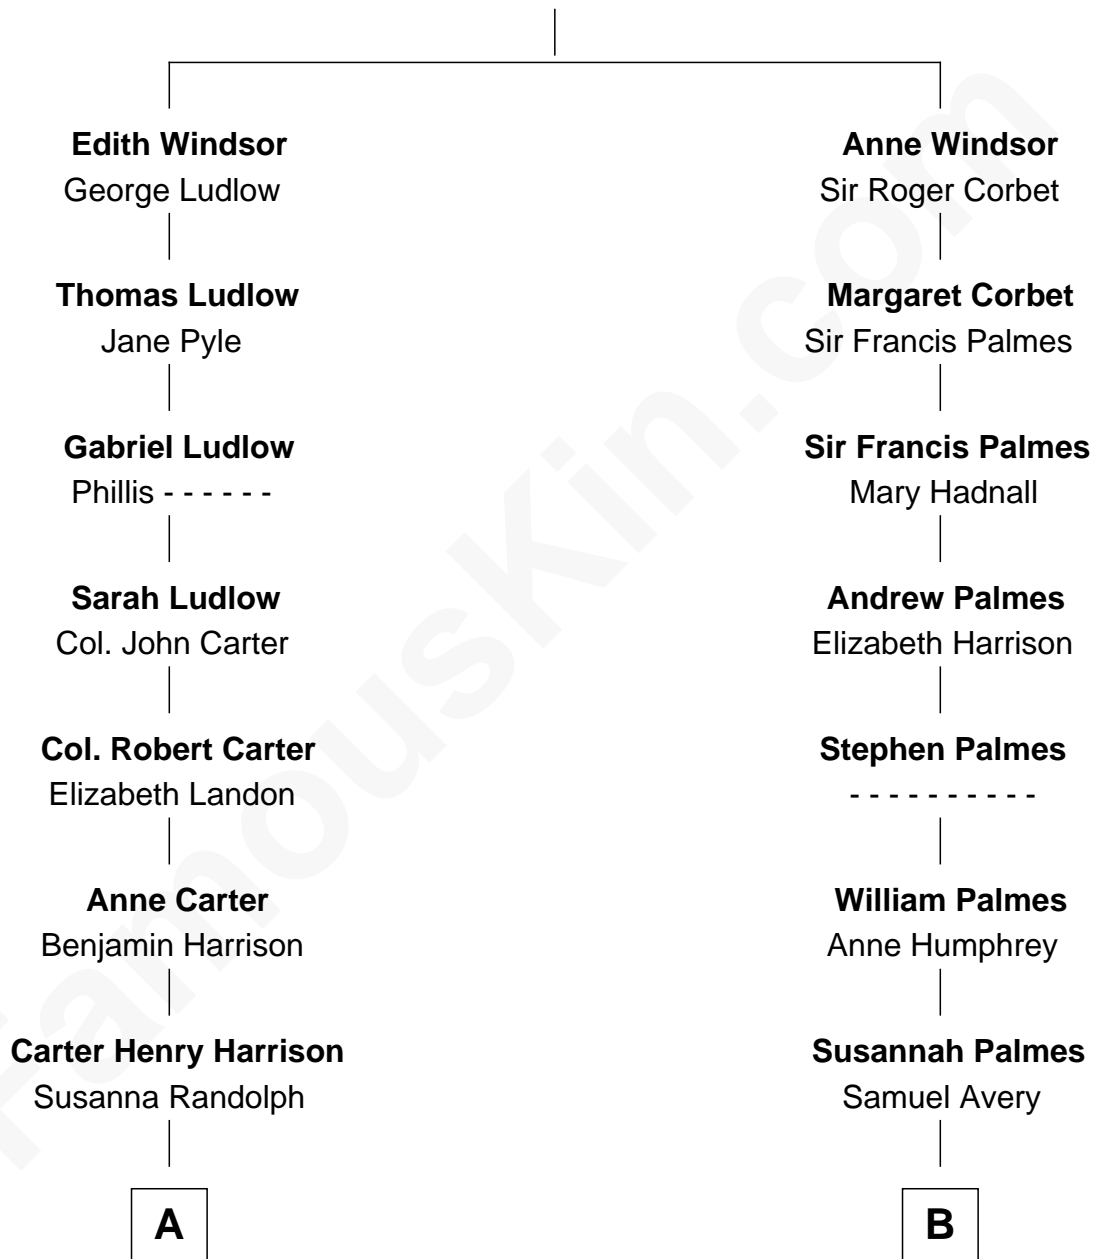 Edith Windsor
George Ludlow
Thomas Ludlow
Jane Pyle
Gabriel Ludlow
Phillis - - - - - -
Sarah Ludlow
Col. John Carter
Col. Robert Carter
Elizabeth Landon
Anne Carter
Benjamin Harrison
Carter Henry Harrison
Susanna Randolph
A
Anne Windsor
Sir Roger Corbet
Margaret Corbet
Sir Francis Palmes
Sir Francis Palmes
Mary Hadnall
Andrew Palmes
Elizabeth Harrison
Stephen Palmes
- - - - - - - - - -
William Palmes
Anne Humphrey
Susannah Palmes
Samuel Avery
B
FamousKin.com